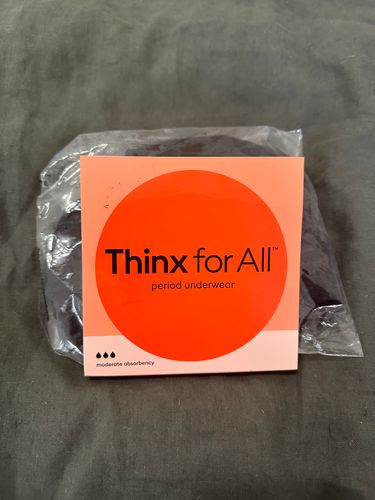 Thinx for All™
period underwear
moderate absorbency